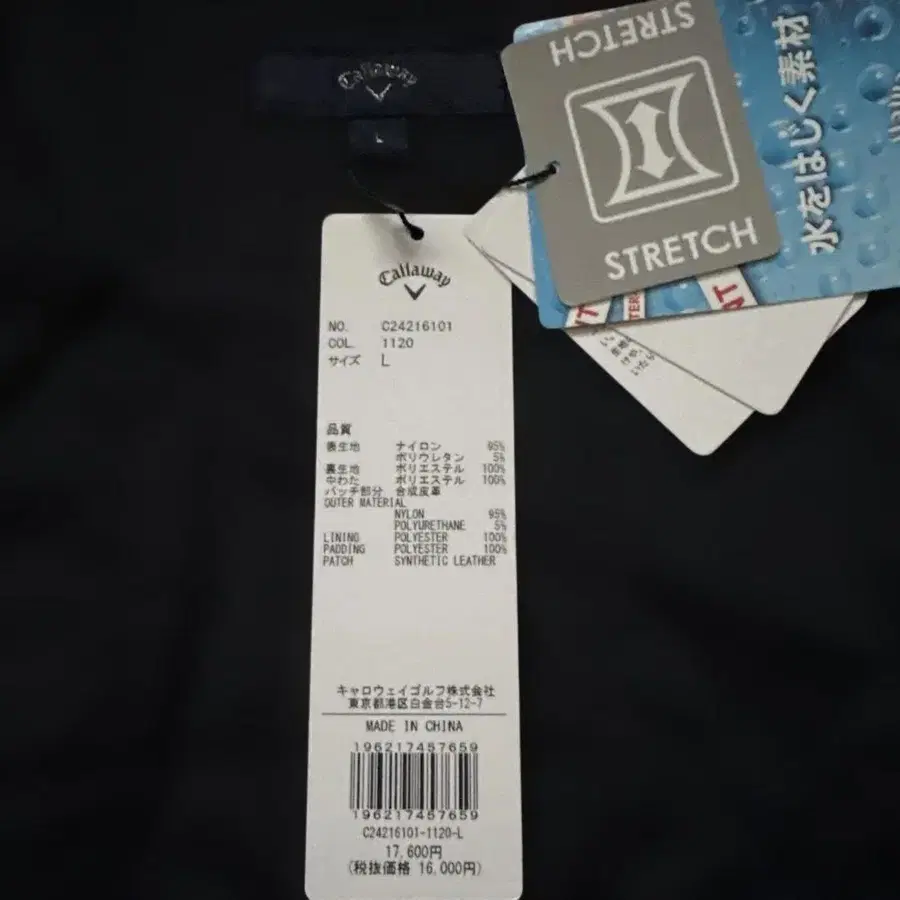 Callaway
L
STRETCH
STRETCH
水をはじく素材
Callaway
NO. C24216101
COL. 1120
サイズ L
品質
表生地 ナイロン 95%
ポリウレタン 5%
裏生地 ポリエステル 100%
中わた ポリエステル 100%
パッチ部分 合成皮革
OUTER MATERIAL
NYLON 95%
POLYURETHANE 5%
LINING POLYESTER 100%
PADDING POLYESTER 100%
PATCH SYNTHETIC LEATHER
キャロウェイゴルフ株式会社
東京都港区白金台5-12-7
MADE IN CHINA
196217457659
196217457659
C24216101-1120-L
17,600円
(税抜価格 16,000円)